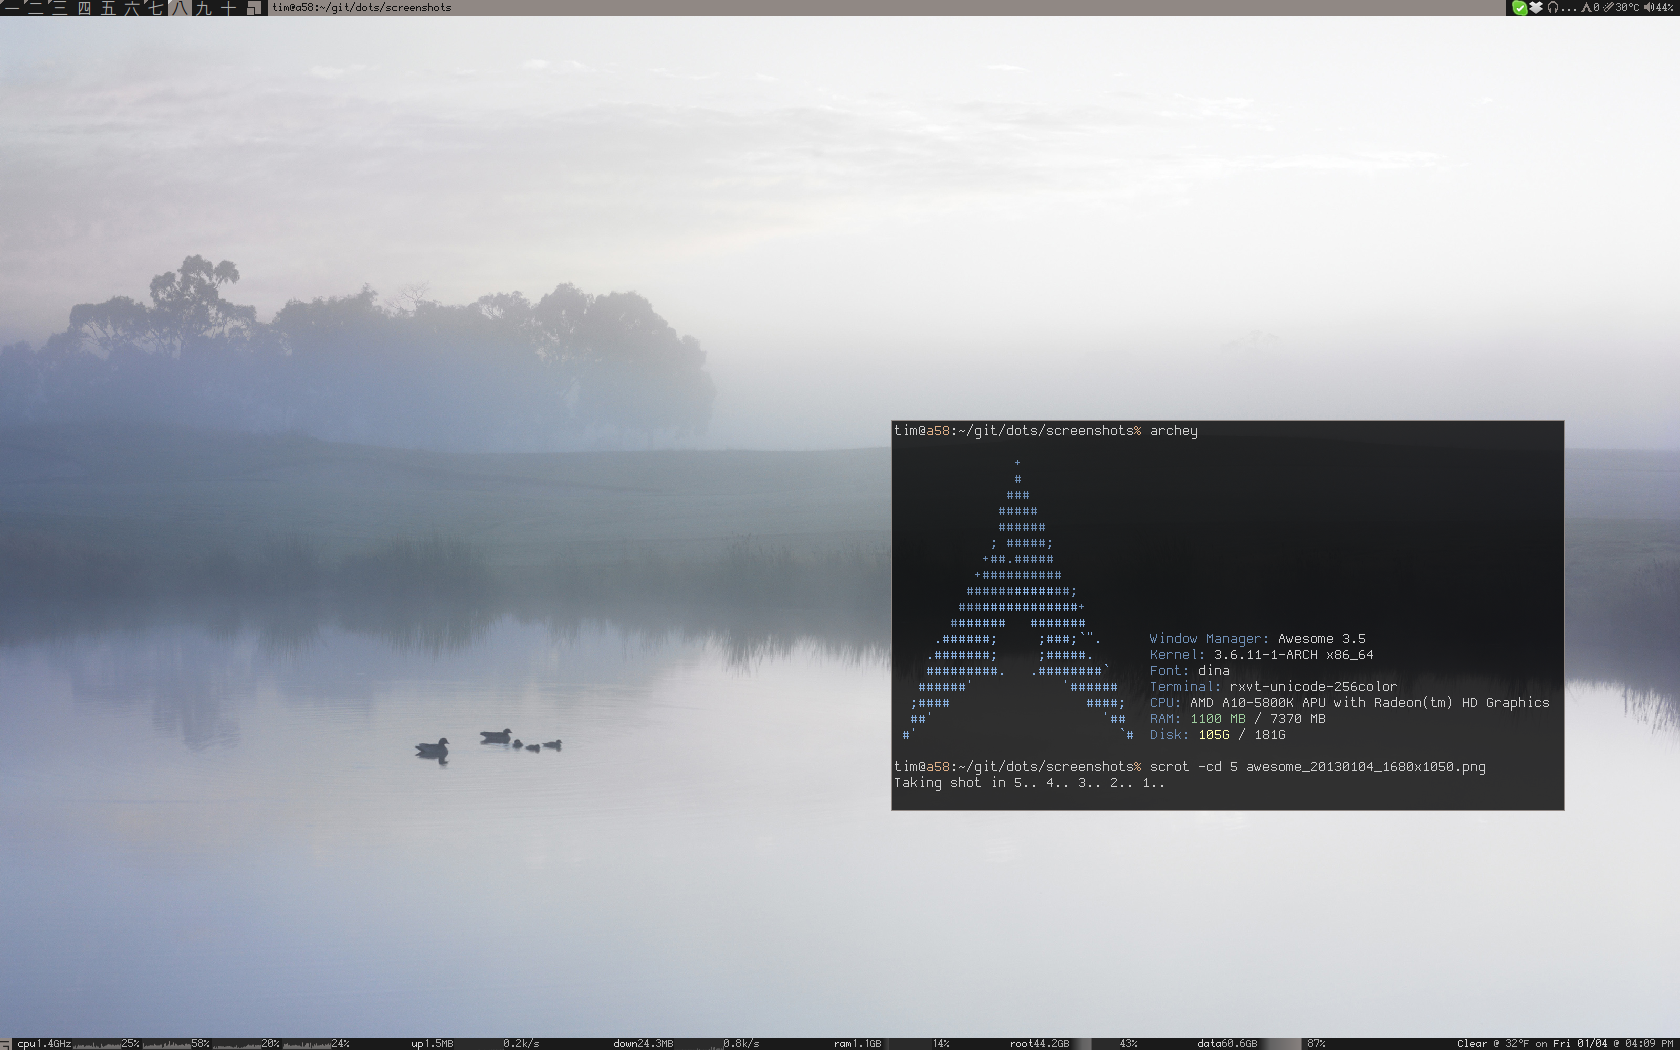 一 二 三 四 五 六 七 八 九 十 tim@a58:~/git/dots/screenshots ... 0 30°C 44%
tim@a58:~/git/dots/screenshots% archey
+
#
###
#####
######
; #####;
+##.#####
+##########
#############;
###############+
####### #######
.######; ;###;`". Window Manager: Awesome 3.5
.#######; ;#####. Kernel: 3.6.11-1-ARCH x86_64
#########. .########` Font: dina
######' '###### Terminal: rxvt-unicode-256color
;#### ####; CPU: AMD A10-5800K APU with Radeon(tm) HD Graphics
##' '## RAM: 1100 MB / 7370 MB
#' `# Disk: 105G / 181G
tim@a58:~/git/dots/screenshots% scrot -cd 5 awesome_20130104_1680x1050.png
Taking shot in 5.. 4.. 3.. 2.. 1..
cpu1.4GHz 25% 58% 20% 24% up1.5MB 0.2k/s down24.3MB 0.8k/s ram1.1GB 14% root44.2GB 43% data60.6GB 87% Clear @ 32°F on Fri 01/04 @ 04:09 PM